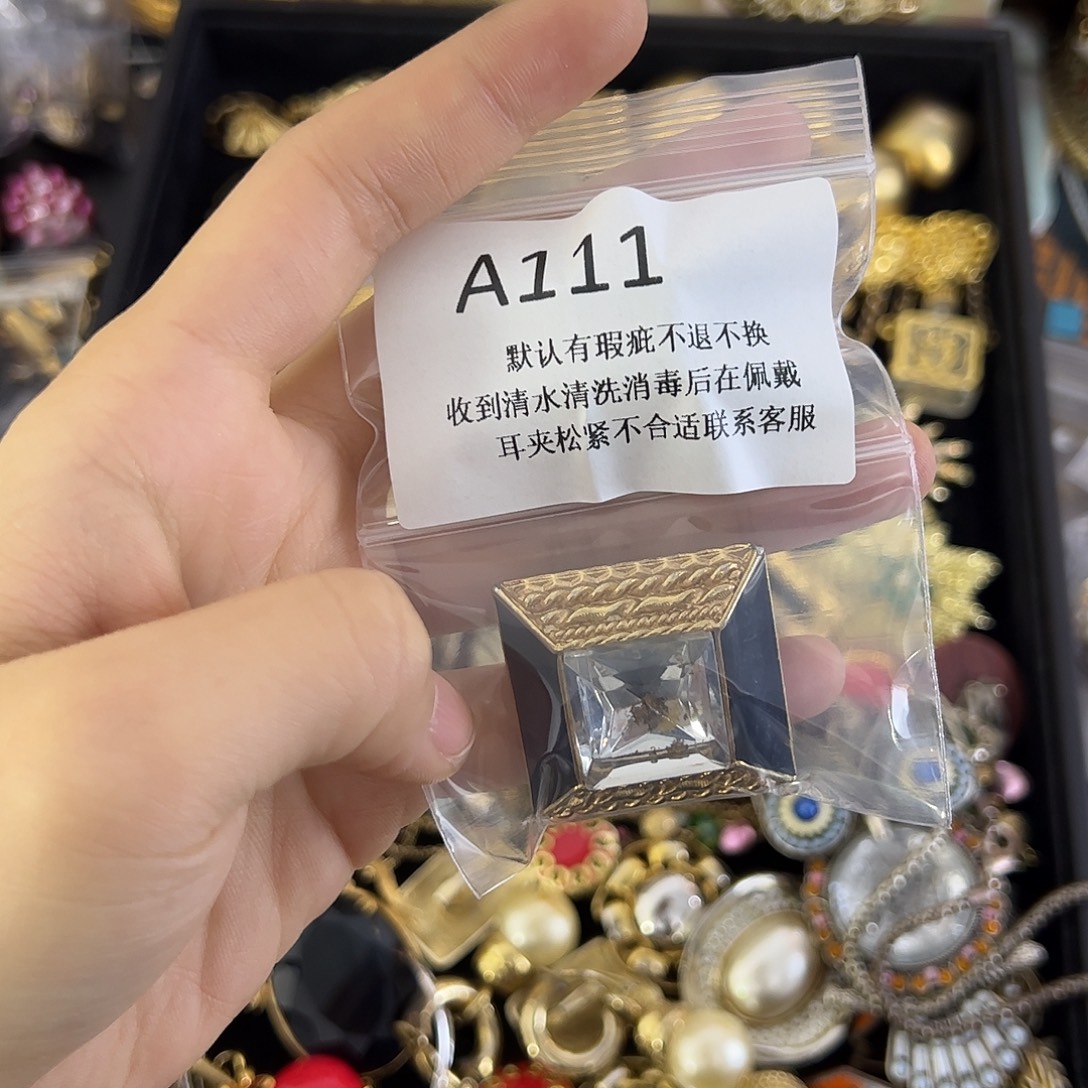 A111
默认有瑕疵不退不换
收到清水清洗消毒后在佩戴
耳夹松紧不合适联系客服